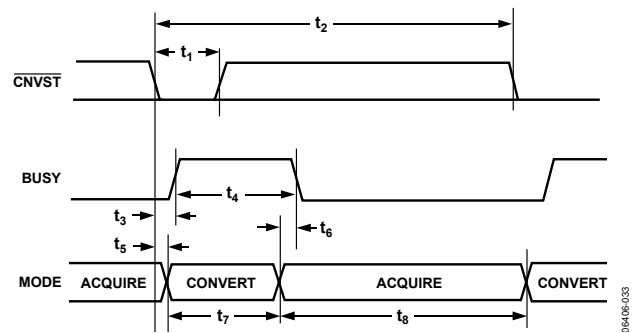 t2
t1
CNVST
BUSY
t4
t3
t6
t5
MODE ACQUIRE CONVERT ACQUIRE CONVERT
t7 t8
06406-033